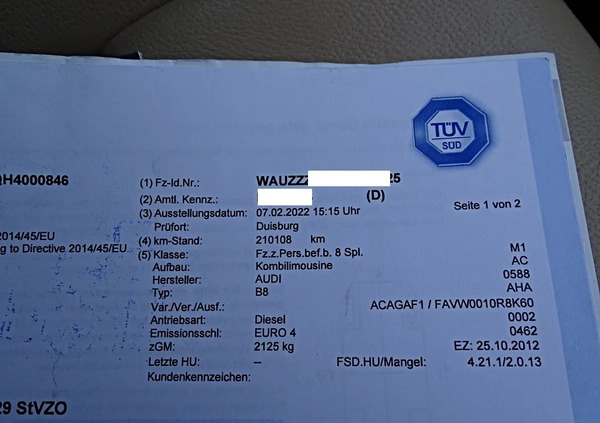 TÜV
SÜD
QH4000846 (1) Fz-Id.Nr.: WAUZZZ 25
(2) Amtl. Kennz.: (D)
(3) Ausstellungsdatum: 07.02.2022 15:15 Uhr Seite 1 von 2
Prüfort: Duisburg
2014/45/EU (4) km-Stand: 210108 km
ng to Directive 2014/45/EU (5) Klasse: Fz.z.Pers.bef.b. 8 Spl. M1
Aufbau: Kombilimousine AC
Hersteller: AUDI 0588
Typ: B8 AHA
Var./Ver./Ausf.: ACAGAF1 / FAVW0010R8K60
Antriebsart: Diesel 0002
Emissionsschl.: EURO 4 0462
zGM: 2125 kg EZ: 25.10.2012
Letzte HU: – FSD.HU/Mangel: 4.21.1/2.0.13
Kundenkennzeichen:
29 StVZO